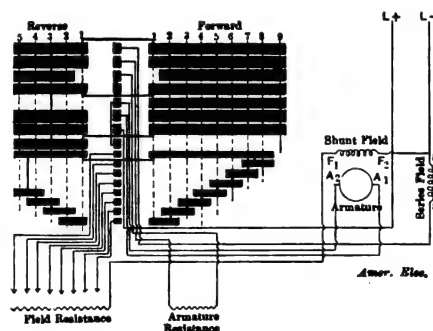 Reverse
Forward
L+
L-
5 4 3 2 1
1 2 3 4 5 6 7 8 9
Shunt Field
F1 F2
A2 A1
Armature
Series Field.
Amer. Elec.
Field Resistance
Armature
Resistance